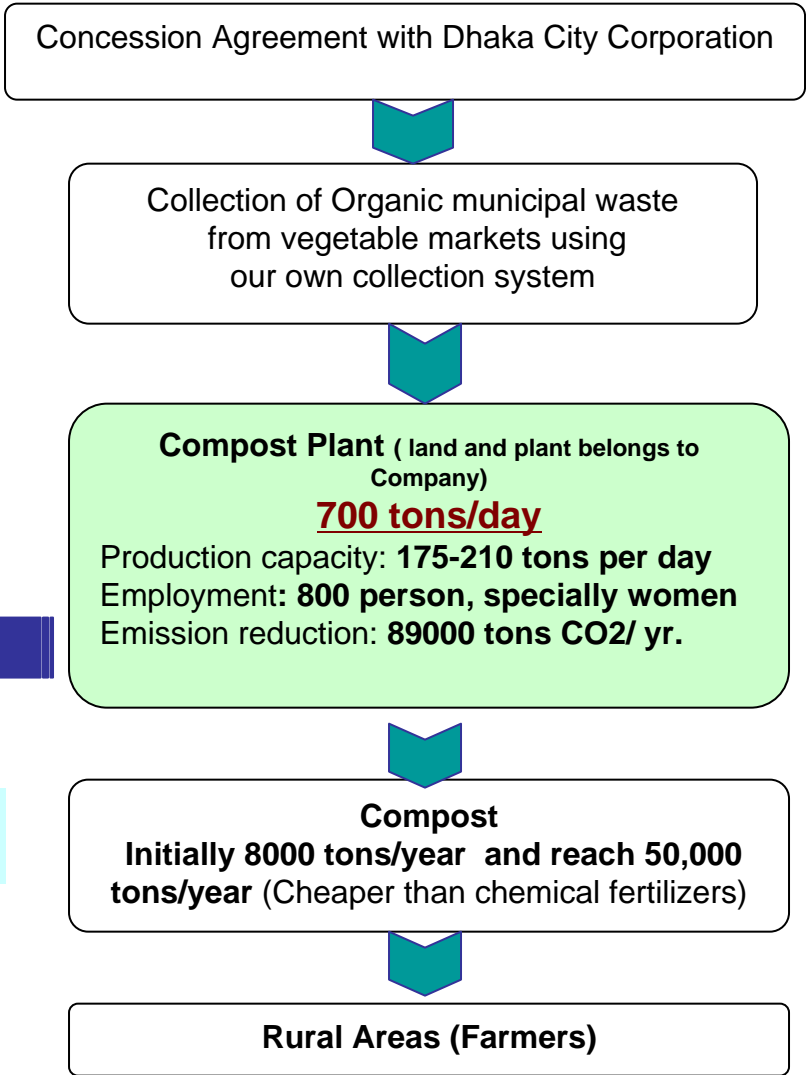 Concession Agreement with Dhaka City Corporation
Collection of Organic municipal waste
from vegetable markets using
our own collection system
Compost Plant ( land and plant belongs to
Company)
700 tons/day
Production capacity: 175-210 tons per day
Employment: 800 person, specially women
Emission reduction: 89000 tons CO2/ yr.
Compost
Initially 8000 tons/year and reach 50,000
tons/year (Cheaper than chemical fertilizers)
Rural Areas (Farmers)